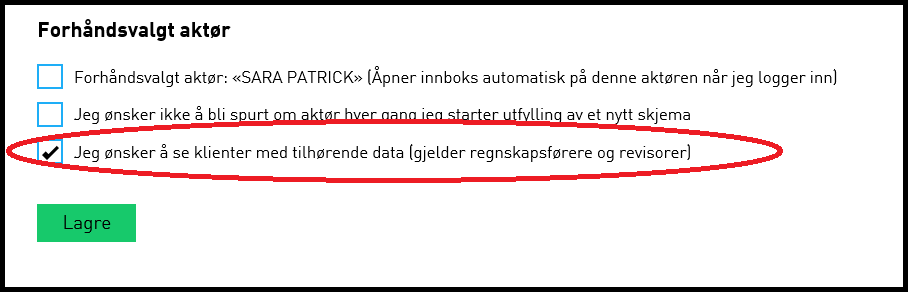 Forhåndsvalgt aktør
Forhåndsvalgt aktør: «SARA PATRICK» (Åpner innboks automatisk på denne aktøren når jeg logger inn)
Jeg ønsker ikke å bli spurt om aktør hver gang jeg starter utfylling av et nytt skjema
Jeg ønsker å se klienter med tilhørende data (gjelder regnskapsførere og revisorer)
Lagre